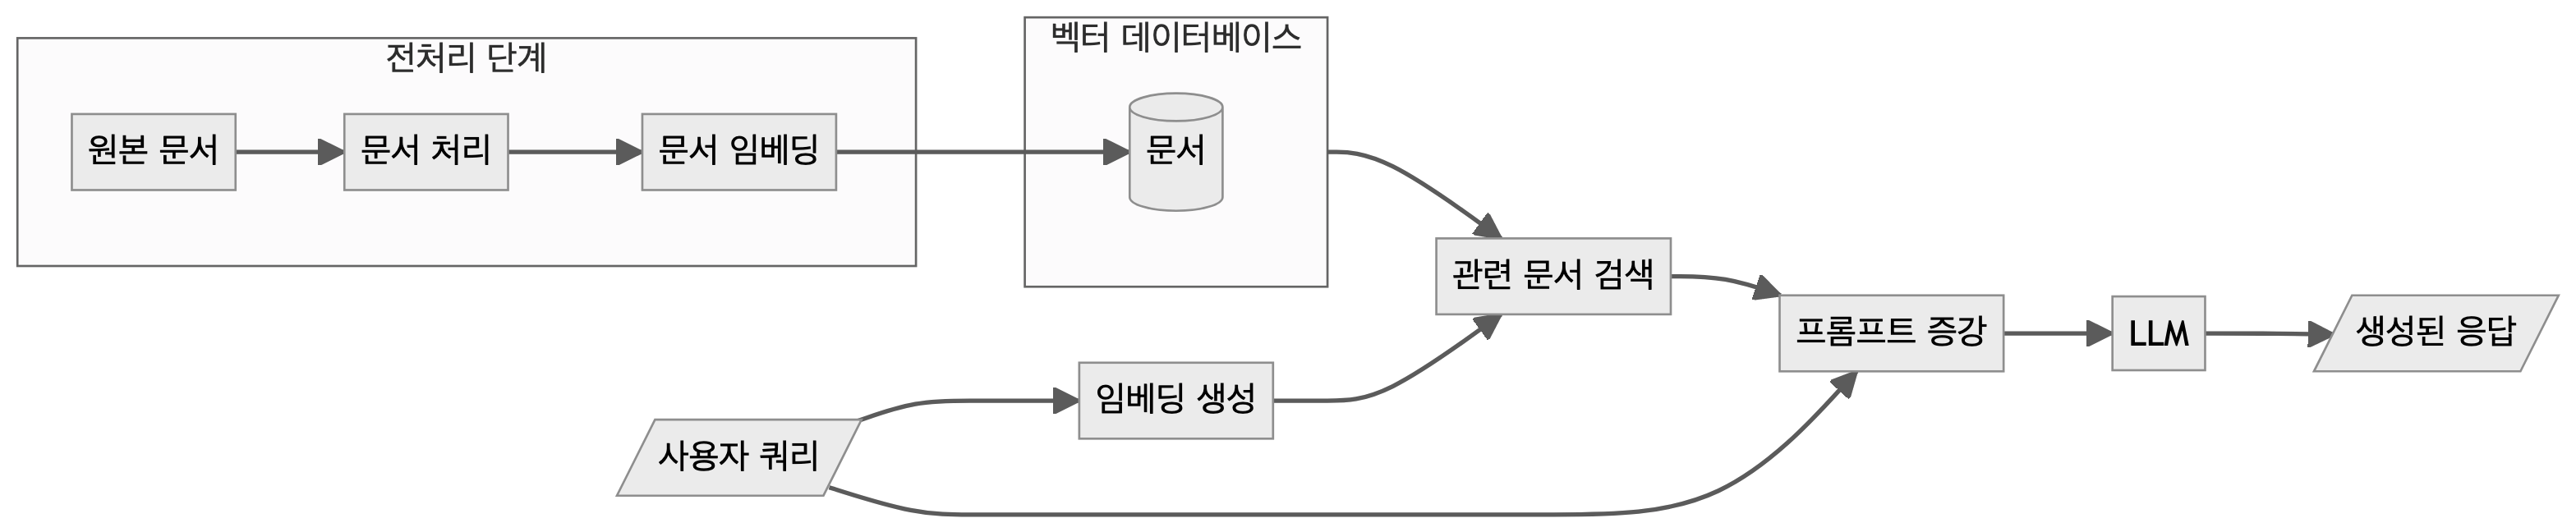 전처리 단계
원본 문서
문서 처리
문서 임베딩
벡터 데이터베이스
문서
관련 문서 검색
사용자 쿼리
임베딩 생성
프롬프트 증강
LLM
생성된 응답